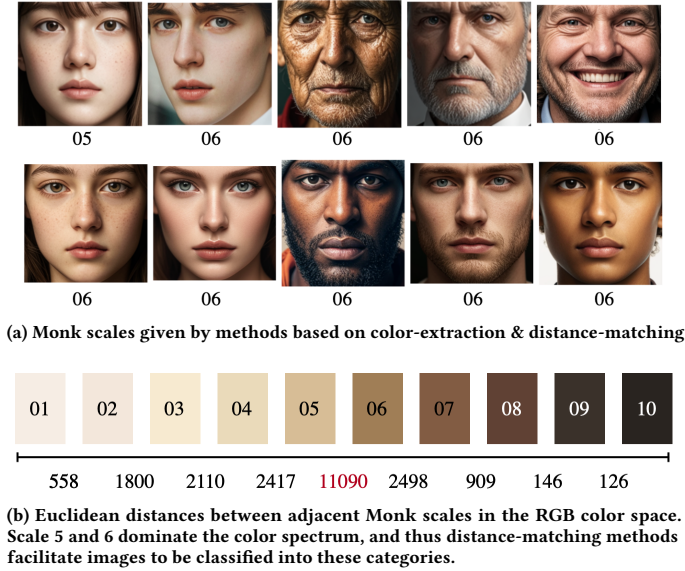 05 06 06 06 06
06 06 06 06 06
(a) Monk scales given by methods based on color-extraction & distance-matching
01 02 03 04 05 06 07 08 09 10
558 1800 2110 2417 11090 2498 909 146 126
(b) Euclidean distances between adjacent Monk scales in the RGB color space.
Scale 5 and 6 dominate the color spectrum, and thus distance-matching methods
facilitate images to be classified into these categories.